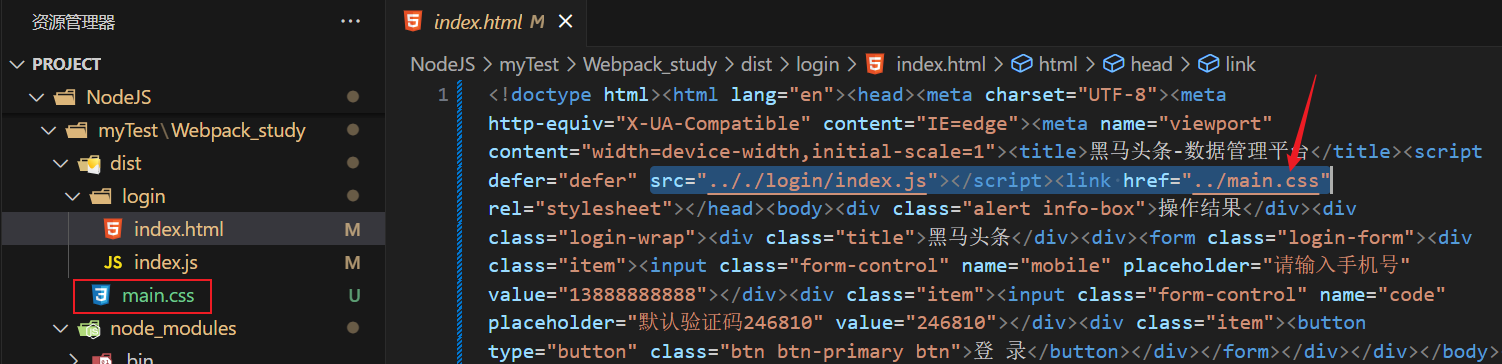 资源管理器 ...
PROJECT
NodeJS
myTest\Webpack_study
dist
login
index.html M
JS index.js M
main.css U
node_modules
.bin
index.html M ×
NodeJS > myTest > Webpack_study > dist > login > index.html > html > head > link
1 <!doctype html><html lang="en"><head><meta charset="UTF-8"><meta
http-equiv="X-UA-Compatible" content="IE=edge"><meta name="viewport"
content="width=device-width,initial-scale=1"><title>黑马头条-数据管理平台</title><script
defer="defer" src=".././login/index.js"></script><link href="../main.css"
rel="stylesheet"></head><body><div class="alert info-box">操作结果</div><div
class="login-wrap"><div class="title">黑马头条</div><div><form class="login-form"><div
class="item"><input class="form-control" name="mobile" placeholder="请输入手机号"
value="13888888888"></div><div class="item"><input class="form-control" name="code"
placeholder="默认验证码246810" value="246810"></div><div class="item"><button
type="button" class="btn btn-primary btn">登 录</button></div></form></div></div></body>